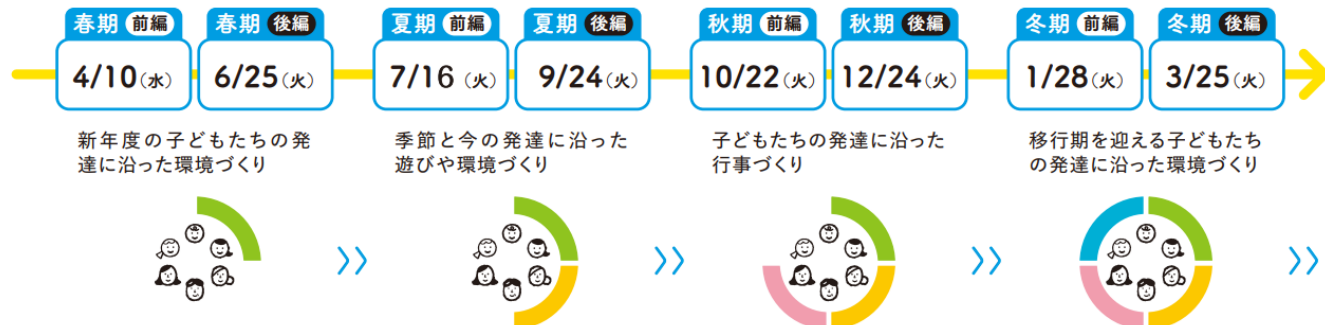 春期 前編
4/10(水)
春期 後編
6/25(火)
新年度の子どもたちの発
達に沿った環境づくり
夏期 前編
7/16 (火)
夏期 後編
9/24(火)
季節と今の発達に沿った
遊びや環境づくり
秋期 前編
10/22(火)
秋期 後編
12/24(火)
子どもたちの発達に沿った
行事づくり
冬期 前編
1/28(火)
冬期 後編
3/25(火)
移行期を迎える子どもたち
の発達に沿った環境づくり